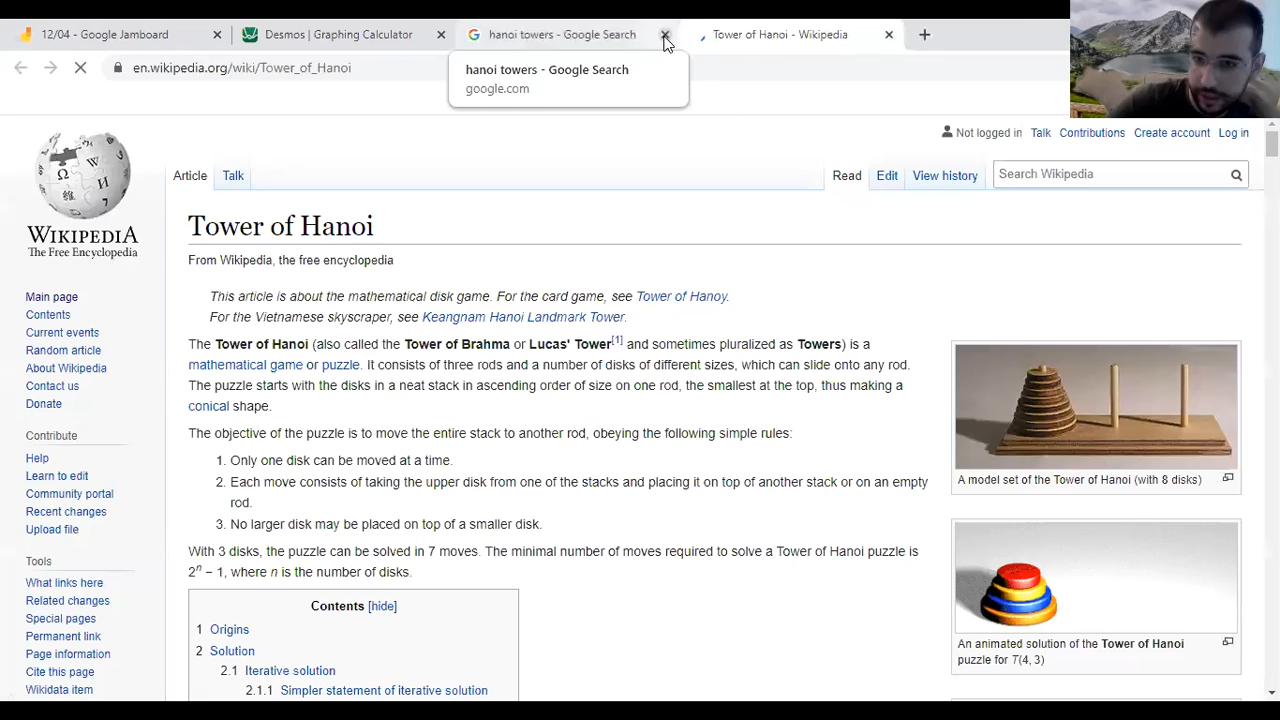 12/04 - Google Jamboard
Desmos | Graphing Calculator
hanoi towers - Google Search
Tower of Hanoi - Wikipedia
en.wikipedia.org/wiki/Tower_of_Hanoi
hanoi towers - Google Search
google.com
Not logged in Talk Contributions Create account Log in
WIKIPEDIA
The Free Encyclopedia
Article Talk
Read Edit View history
Search Wikipedia
Main page
Contents
Current events
Random article
About Wikipedia
Contact us
Donate
Contribute
Help
Learn to edit
Community portal
Recent changes
Upload file
Tools
What links here
Related changes
Special pages
Permanent link
Page information
Cite this page
Wikidata item
Tower of Hanoi
From Wikipedia, the free encyclopedia
This article is about the mathematical disk game. For the card game, see Tower of Hanoy.
For the Vietnamese skyscraper, see Keangnam Hanoi Landmark Tower.
The Tower of Hanoi (also called the Tower of Brahma or Lucas' Tower[1] and sometimes pluralized as Towers) is a
mathematical game or puzzle. It consists of three rods and a number of disks of different sizes, which can slide onto any rod.
The puzzle starts with the disks in a neat stack in ascending order of size on one rod, the smallest at the top, thus making a
conical shape.
The objective of the puzzle is to move the entire stack to another rod, obeying the following simple rules:
1. Only one disk can be moved at a time.
2. Each move consists of taking the upper disk from one of the stacks and placing it on top of another stack or on an empty
rod.
3. No larger disk may be placed on top of a smaller disk.
With 3 disks, the puzzle can be solved in 7 moves. The minimal number of moves required to solve a Tower of Hanoi puzzle is
2ⁿ − 1, where n is the number of disks.
Contents [hide]
1 Origins
2 Solution
2.1 Iterative solution
2.1.1 Simpler statement of iterative solution
A model set of the Tower of Hanoi (with 8 disks)
An animated solution of the Tower of Hanoi
puzzle for T(4, 3)